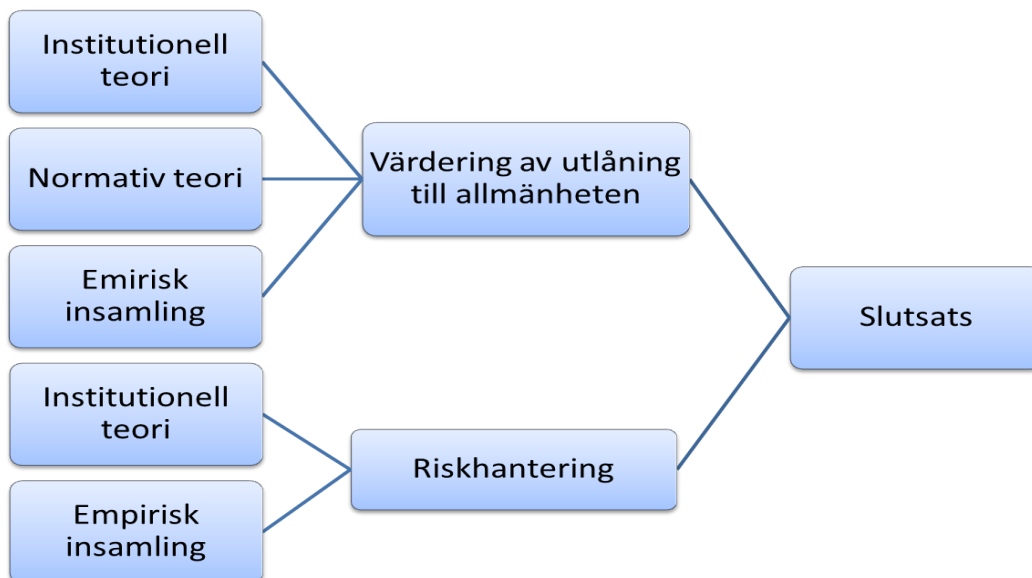 Institutionell
teori
Normativ teori
Emirisk
insamling
Institutionell
teori
Empirisk
insamling
Värdering av utlåning
till allmänheten
Riskhantering
Slutsats